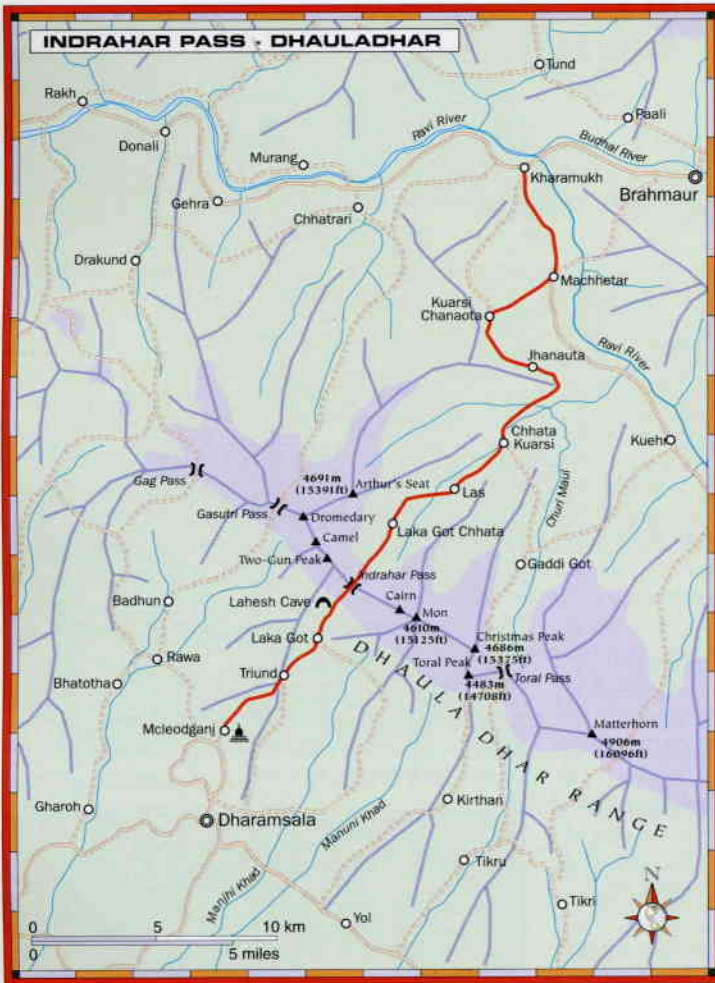 INDRAHAR PASS - DHAULADHAR
Tund
Rakh
Paali
Ravi River
Donali
Budhal River
Murang
Kharamukh
Brahmaur
Gehra
Chhatrari
Drakund
Machhetar
Kuarsi
Chanaota
Ravi River
Jhanauta
Chhata
Kuarsi
Kuehr
Gag Pass
4691m
(15391ft)
Arthur's Seat
Las
Churi Maul
Gasutri Pass
Dromedary
Laka Got Chhata
Camel
Two-Gun Peak
Gaddi Got
Indrahar Pass
Badhun
Lahesh Cave
Cairn
Mon
4610m
(15125ft)
Laka Got
Christmas Peak
4686m
(15375ft)
Rawa
Toral Peak
4483m
(14708ft)
Toral Pass
Bhatotha
Triund
Mcleodganj
Matterhorn
4906m
(16096ft)
DHAULA DHAR RANGE
Gharoh
Dharamsala
Kirthan
Manuni Khad
Tikru
Manjhi Khad
Tikri
N
Yol
0 5 10 km
0 5 miles